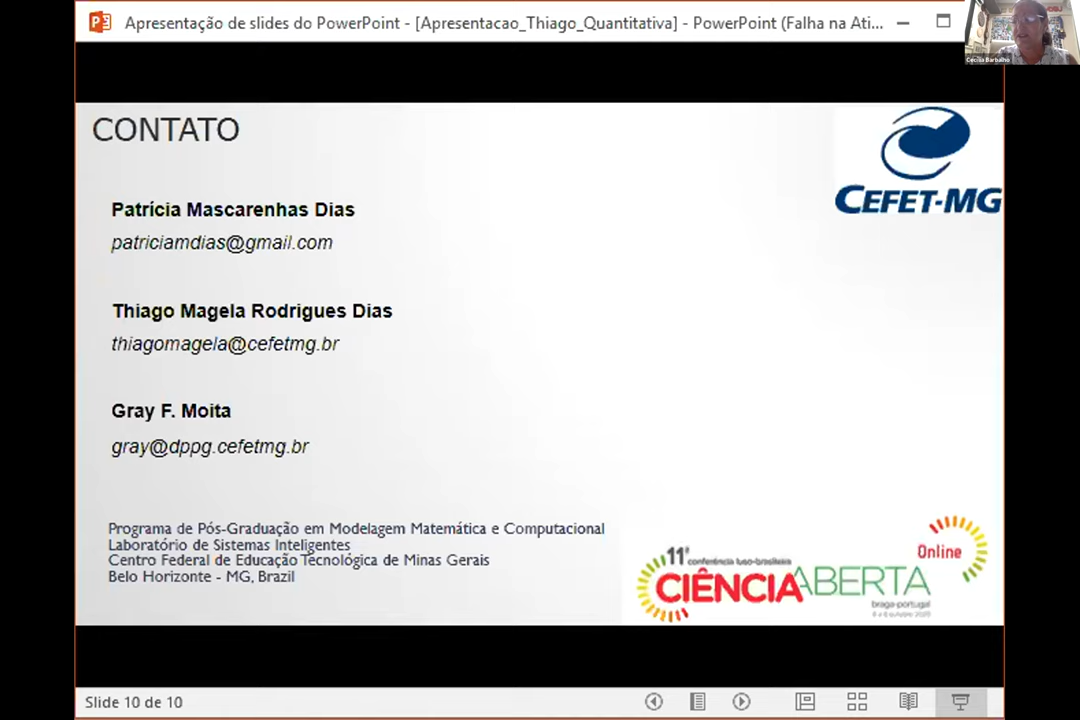 Apresentação de slides do PowerPoint - [Apresentacao_Thiago_Quantitativa] - PowerPoint (Falha na Ati...
Cecilia Barbalho
CONTATO
CEFET-MG
Patrícia Mascarenhas Dias
patriciamdias@gmail.com
Thiago Magela Rodrigues Dias
thiagomagela@cefetmg.br
Gray F. Moita
gray@dppg.cefetmg.br
Programa de Pós-Graduação em Modelagem Matemática e Computacional
Laboratório de Sistemas Inteligentes
Centro Federal de Educação Tecnológica de Minas Gerais
Belo Horizonte - MG, Brazil
Online
11ª conferência luso-brasileira
CIÊNCIA ABERTA
braga-portugal
Slide 10 de 10